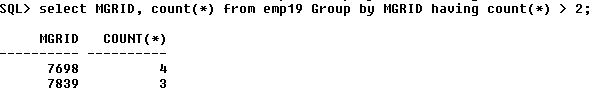 SQL> select MGRID, count(*) from emp19 Group by MGRID having count(*) > 2;
MGRID COUNT(*)
---------- ----------
7698 4
7839 3